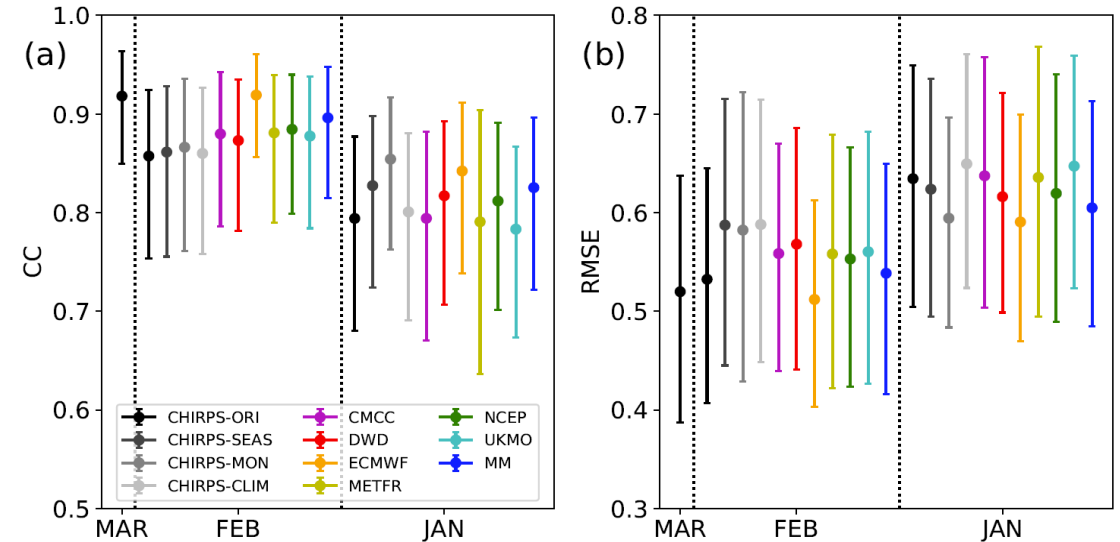 (a)
CC
1.0
0.9
0.8
0.7
0.6
0.5
CHIRPS-ORI
CHIRPS-SEAS
CHIRPS-MON
CHIRPS-CLIM
CMCC
DWD
ECMWF
METFR
NCEP
UKMO
MM
MAR FEB JAN
(b)
RMSE
0.8
0.7
0.6
0.5
0.4
0.3
MAR FEB JAN